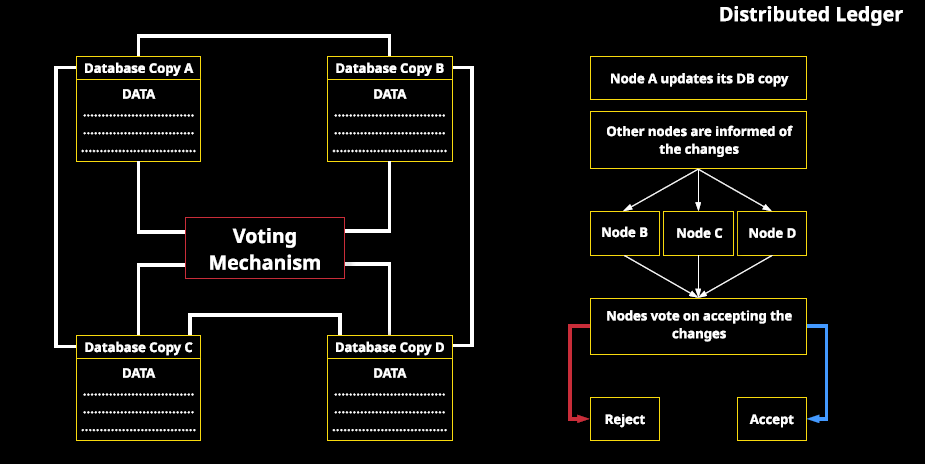 Distributed Ledger
Database Copy A
DATA
Database Copy B
DATA
Voting
Mechanism
Database Copy C
DATA
Database Copy D
DATA
Node A updates its DB copy
Other nodes are informed of
the changes
Node B
Node C
Node D
Nodes vote on accepting the
changes
Reject
Accept